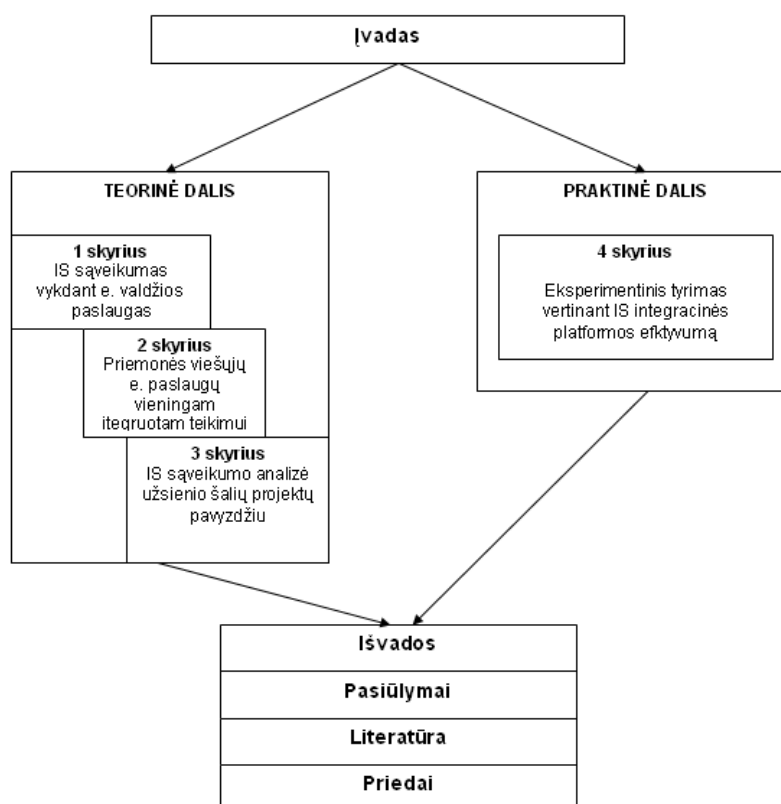 Įvadas
TEORINĖ DALIS
1 skyrius
IS sąveikumas
vykdant e. valdžios
paslaugas
2 skyrius
Priemonės viešųjų
e. paslaugų
vieningam
itegruotam teikimui
3 skyrius
IS sąveikumo analizė
užsienio šalių projektų
pavyzdžiu
PRAKTINĖ DALIS
4 skyrius
Eksperimentinis tyrimas
vertinant IS integracinės
platformos efktyvumą
Išvados
Pasiūlymai
Literatūra
Priedai